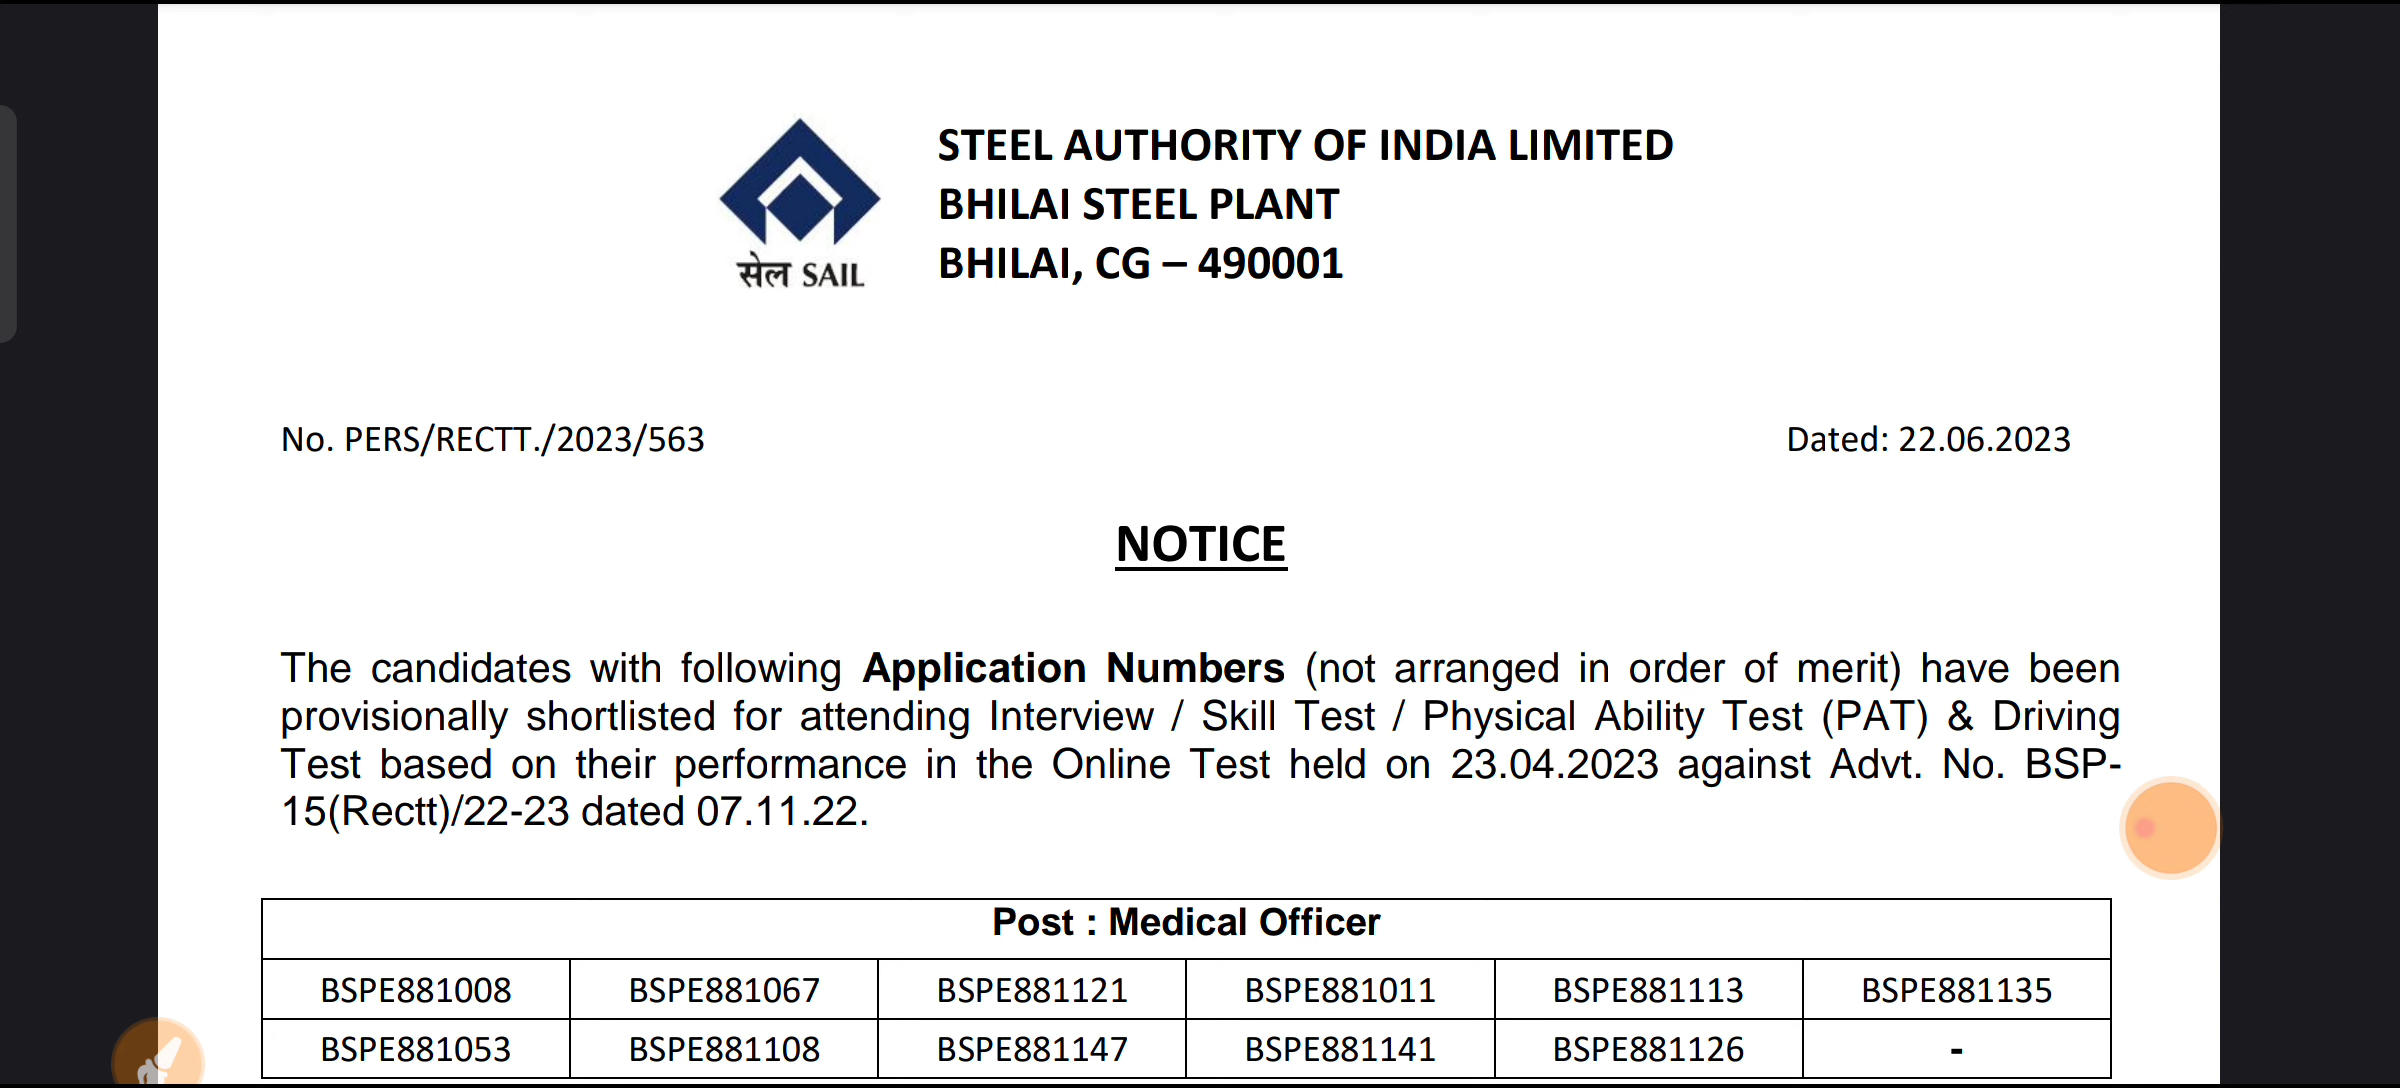 STEEL AUTHORITY OF INDIA LIMITED
BHILAI STEEL PLANT
BHILAI, CG – 490001
सेल SAIL
No. PERS/RECTT./2023/563 Dated: 22.06.2023
NOTICE
The candidates with following Application Numbers (not arranged in order of merit) have been
provisionally shortlisted for attending Interview / Skill Test / Physical Ability Test (PAT) & Driving
Test based on their performance in the Online Test held on 23.04.2023 against Advt. No. BSP-
15(Rectt)/22-23 dated 07.11.22.
Post : Medical Officer
BSPE881008 BSPE881067 BSPE881121 BSPE881011 BSPE881113 BSPE881135
BSPE881053 BSPE881108 BSPE881147 BSPE881141 BSPE881126 -